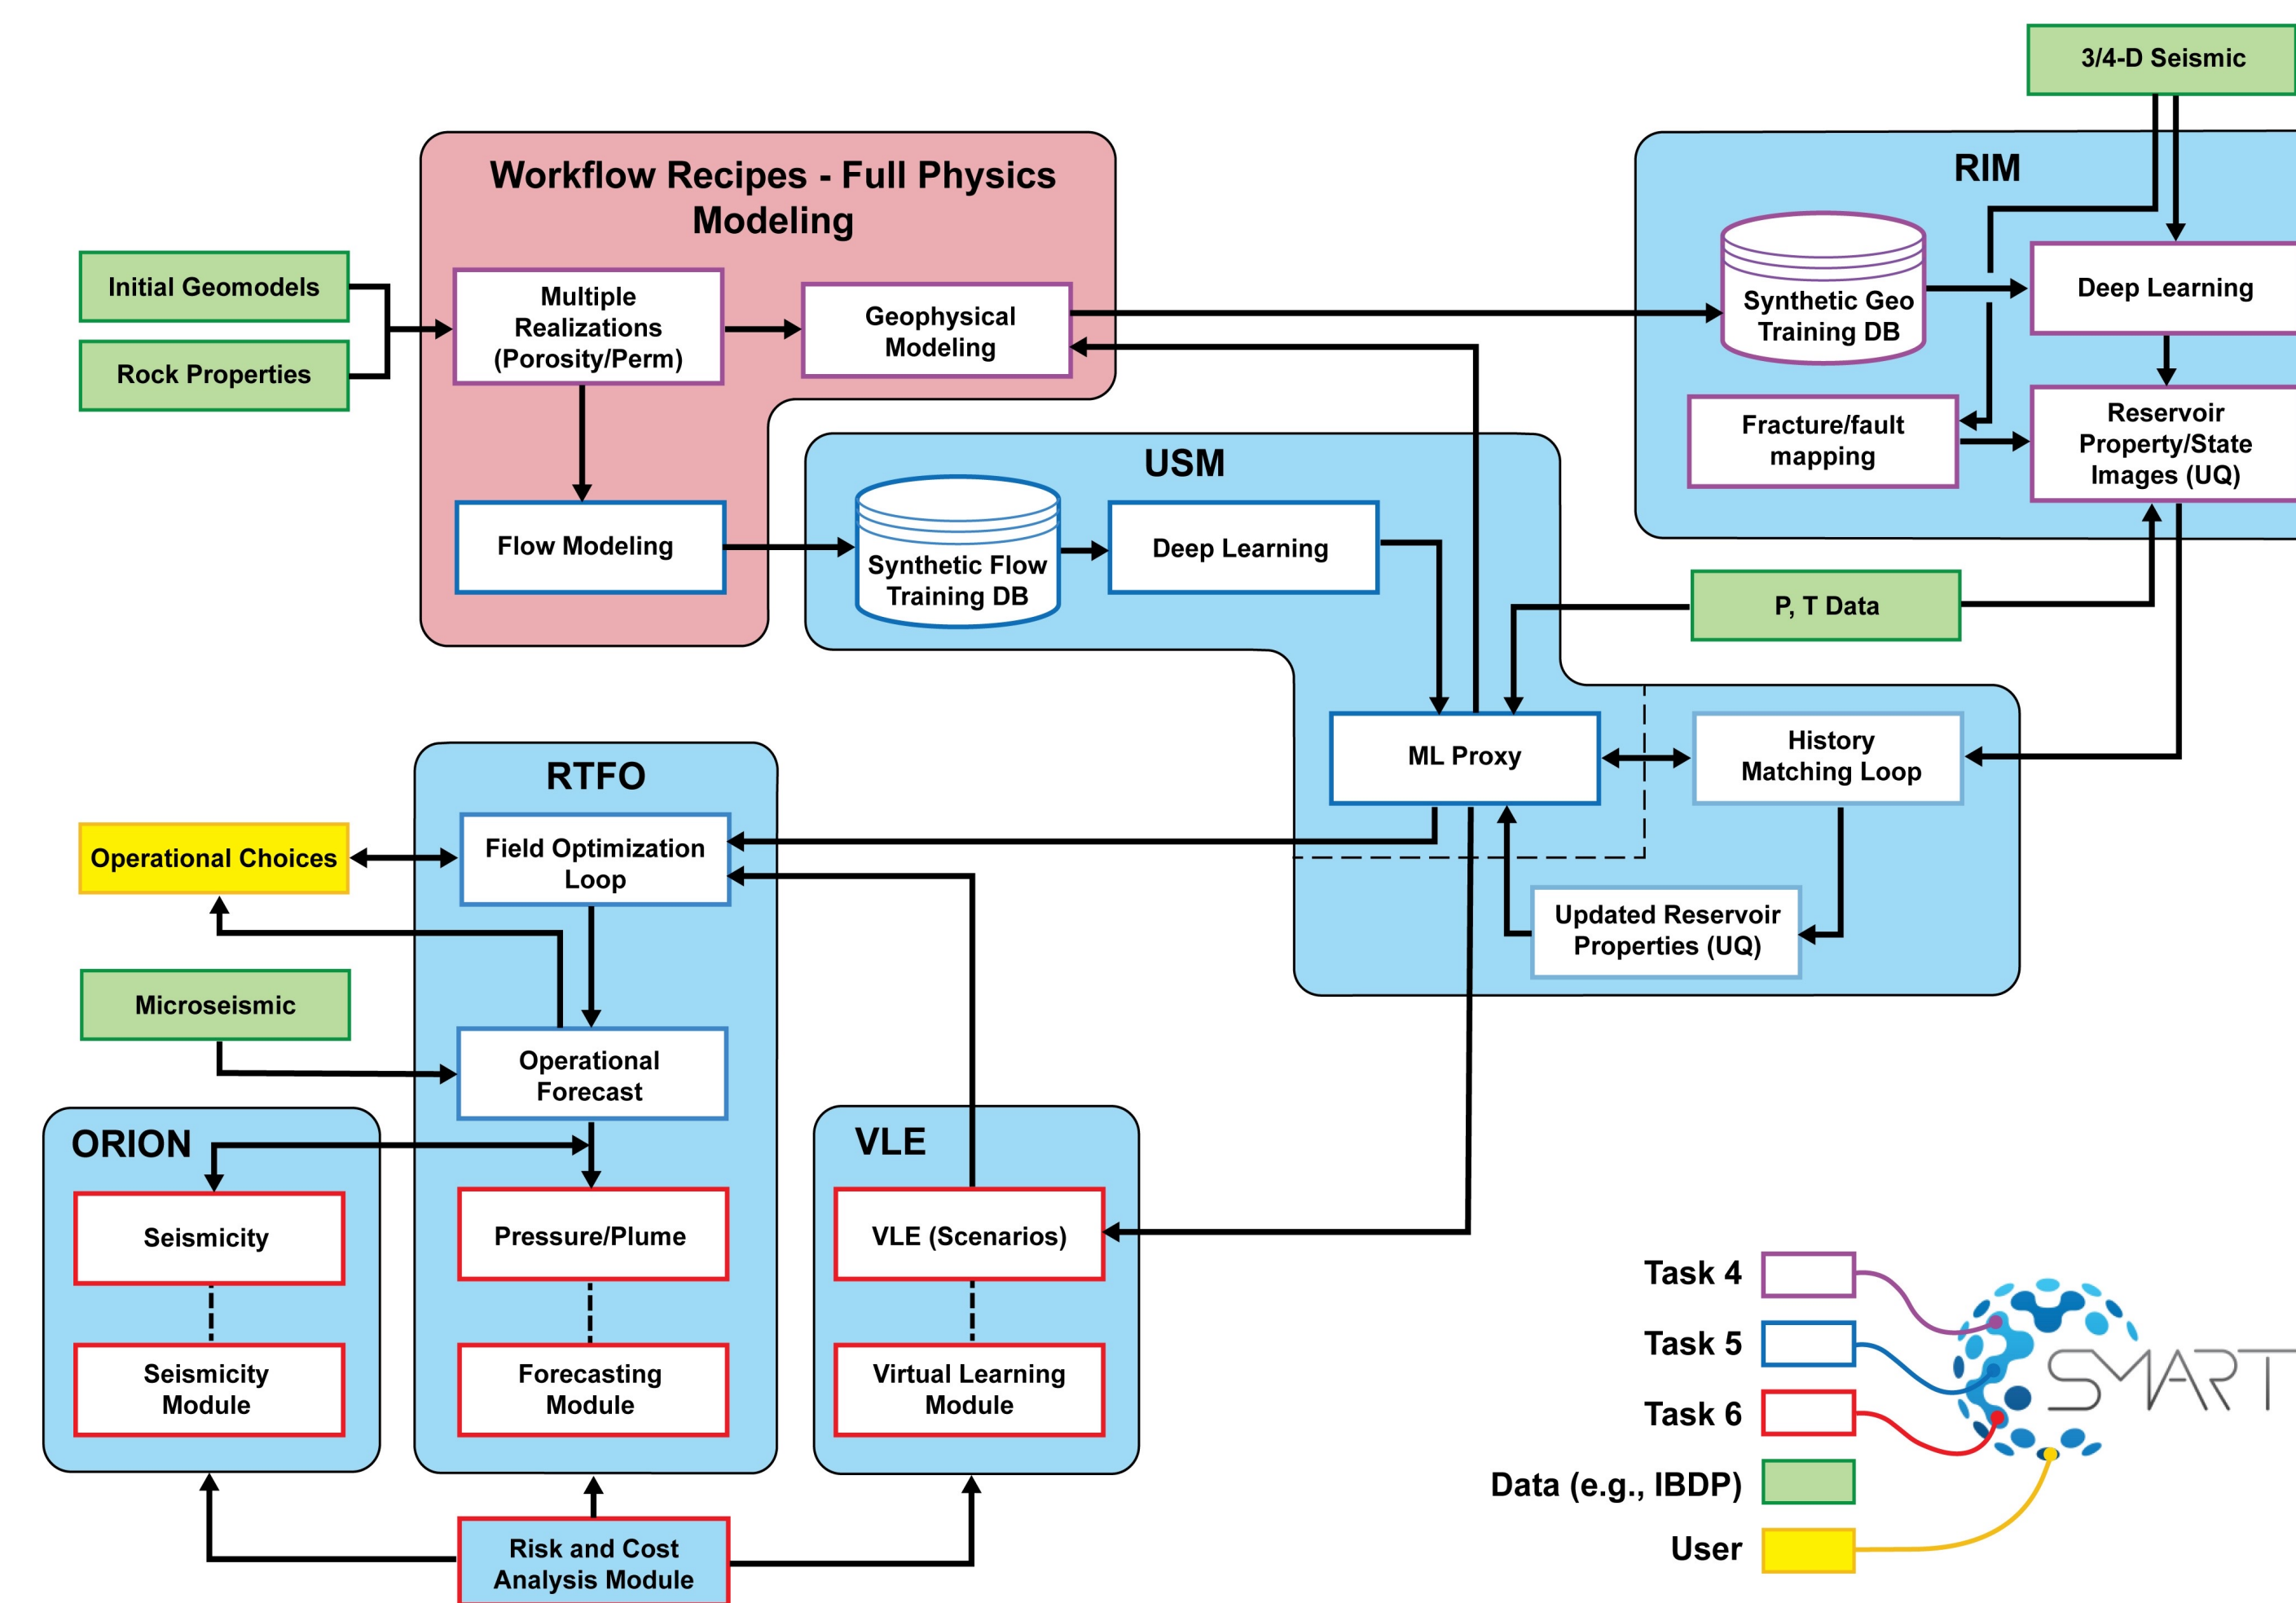 3/4-D Seismic
Workflow Recipes - Full Physics
Modeling
RIM
Initial Geomodels
Rock Properties
Multiple
Realizations
(Porosity/Perm)
Geophysical
Modeling
Synthetic Geo
Training DB
Deep Learning
Fracture/fault
mapping
Reservoir
Property/State
Images (UQ)
USM
Flow Modeling
Synthetic Flow
Training DB
Deep Learning
P, T Data
ML Proxy
History
Matching Loop
Updated Reservoir
Properties (UQ)
RTFO
Operational Choices
Field Optimization
Loop
Microseismic
Operational
Forecast
ORION
VLE
Seismicity
Pressure/Plume
VLE (Scenarios)
Seismicity
Module
Forecasting
Module
Virtual Learning
Module
Risk and Cost
Analysis Module
Task 4
Task 5
Task 6
Data (e.g., IBDP)
User
SMART